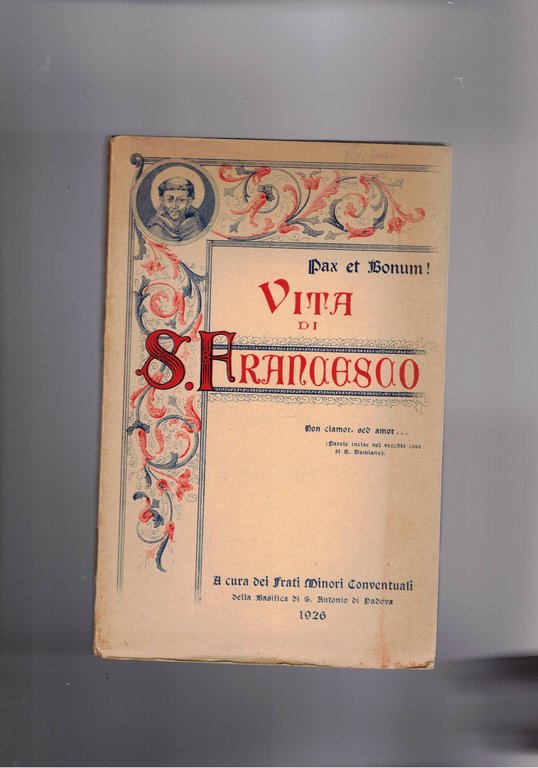 Pax et Bonum!
VITA
DI
S. FRANCESCO
Non clamor, sed amor...
(Parole incise nel vecchio coro
di S. Damiano).
A cura dei Frati Minori Conventuali
della Basilica di S. Antonio di Padova
1926